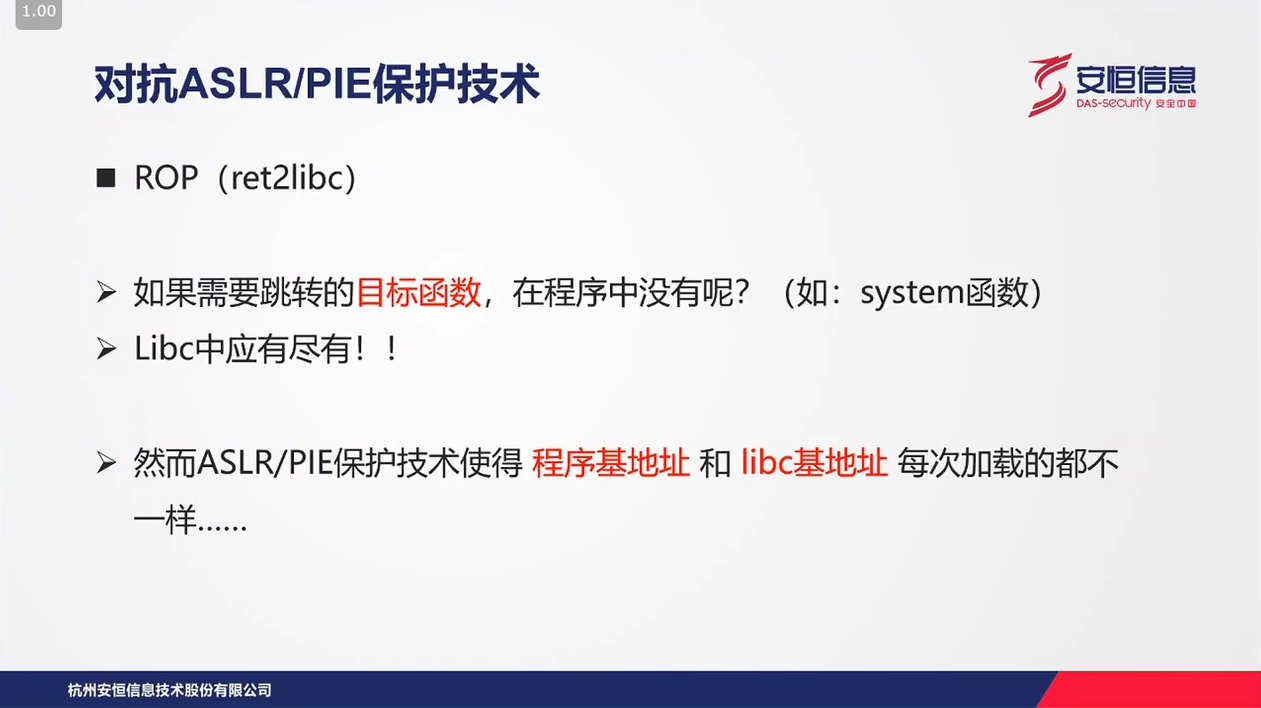 1.00
对抗ASLR/PIE保护技术
安恒信息
DAS-security 安全中国
■ ROP（ret2libc）
➢ 如果需要跳转的目标函数，在程序中没有呢？（如：system函数）
➢ Libc中应有尽有！！
➢ 然而ASLR/PIE保护技术使得 程序基地址 和 libc基地址 每次加载的都不
一样……
杭州安恒信息技术股份有限公司